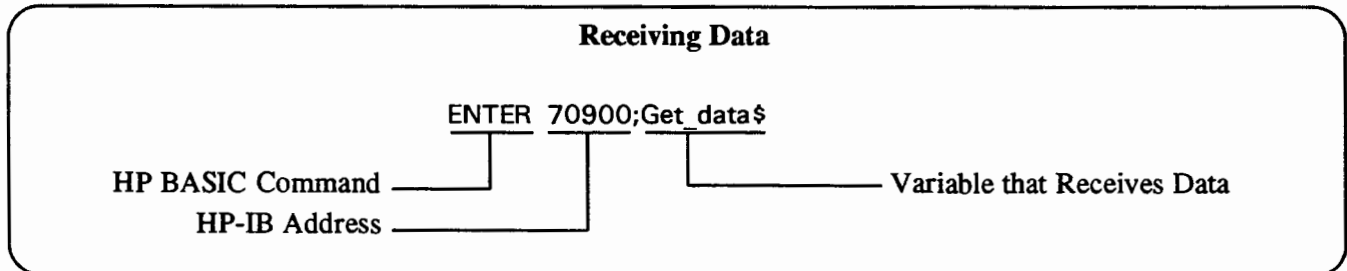 Receiving Data
ENTER 70900;Get_data$
HP BASIC Command
Variable that Receives Data
HP-IB Address